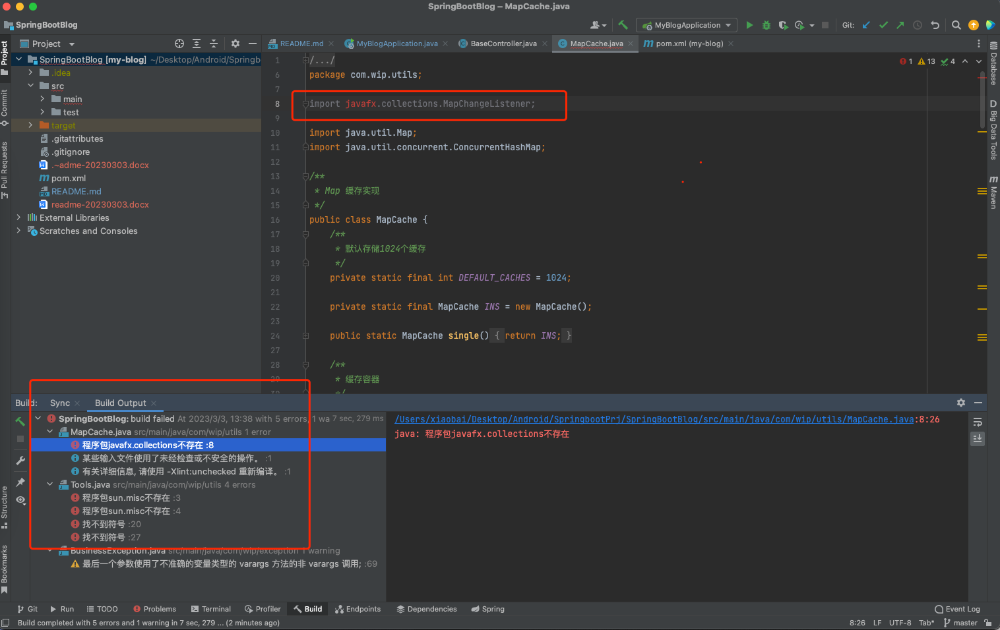 SpringBootBlog – MapCache.java
SpringBootBlog
MyBlogApplication
Git:
Project
README.md
MyBlogApplication.java
BaseController.java
MapCache.java
pom.xml (my-blog)
Project
Commit
Pull Requests
Structure
Bookmarks
SpringBootBlog [my-blog] ~/Desktop/Android/Springb
.idea
src
main
test
target
.gitattributes
.gitignore
.~adme-20230303.docx
pom.xml
README.md
readme-20230303.docx
External Libraries
Scratches and Consoles
1 13 4
1 /.../
6 package com.wip.utils;
7
8 import javafx.collections.MapChangeListener;
9
10 import java.util.Map;
11 import java.util.concurrent.ConcurrentHashMap;
12
13 /**
14 * Map 缓存实现
15 */
16 public class MapCache {
17 /**
18 * 默认存储1024个缓存
19 */
20 private static final int DEFAULT_CACHES = 1024;
21
22 private static final MapCache INS = new MapCache();
23
24 public static MapCache single() { return INS; }
27
28 /**
29 * 缓存容器
30 */
Database
D Big Data Tools
m Maven
Build: Sync Build Output
SpringBootBlog: build failed At 2023/3/3, 13:38 with 5 errors, 1 wa 7 sec, 279 ms
MapCache.java src/main/java/com/wip/utils 1 error
程序包javafx.collections不存在 :8
某些输入文件使用了未经检查或不安全的操作。 :1
有关详细信息, 请使用 -Xlint:unchecked 重新编译。 :1
Tools.java src/main/java/com/wip/utils 4 errors
程序包sun.misc不存在 :3
程序包sun.misc不存在 :4
找不到符号 :20
找不到符号 :27
BusinessException.java src/main/java/com/wip/exception 1 warning
最后一个参数使用了不准确的变量类型的 varargs 方法的非 varargs 调用; :69
/Users/xiaobai/Desktop/Android/SpringbootPrj/SpringBootBlog/src/main/java/com/wip/utils/MapCache.java:8:26
java: 程序包javafx.collections不存在
Git Run TODO Problems Terminal Profiler Build Endpoints Dependencies Spring Event Log
Build completed with 5 errors and 1 warning in 7 sec, 279 ... (2 minutes ago) 8:26 LF UTF-8 Tab* master